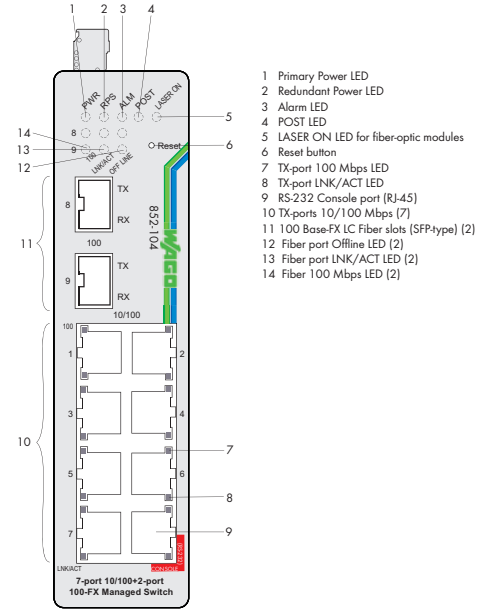 1 2 3 4
PWR RPS ALM POST LASER ON
5
8
14
13 9
12 100 LNK/ACT OFF LINE
Reset 6
7
8 TX
RX
100
852-104
WAGO
11
9 TX
RX
10/100
100
1 2
3 4
10
5 6
7
8
7 9
LNK/ACT
CONSOLE
RS232
7-port 10/100+2-port
100-FX Managed Switch
1 Primary Power LED
2 Redundant Power LED
3 Alarm LED
4 POST LED
5 LASER ON LED for fiber-optic modules
6 Reset button
7 TX-port 100 Mbps LED
8 TX-port LNK/ACT LED
9 RS-232 Console port (RJ-45)
10 TX-ports 10/100 Mbps (7)
11 100 Base-FX LC Fiber slots (SFP-type) (2)
12 Fiber port Offline LED (2)
13 Fiber port LNK/ACT LED (2)
14 Fiber 100 Mbps LED (2)